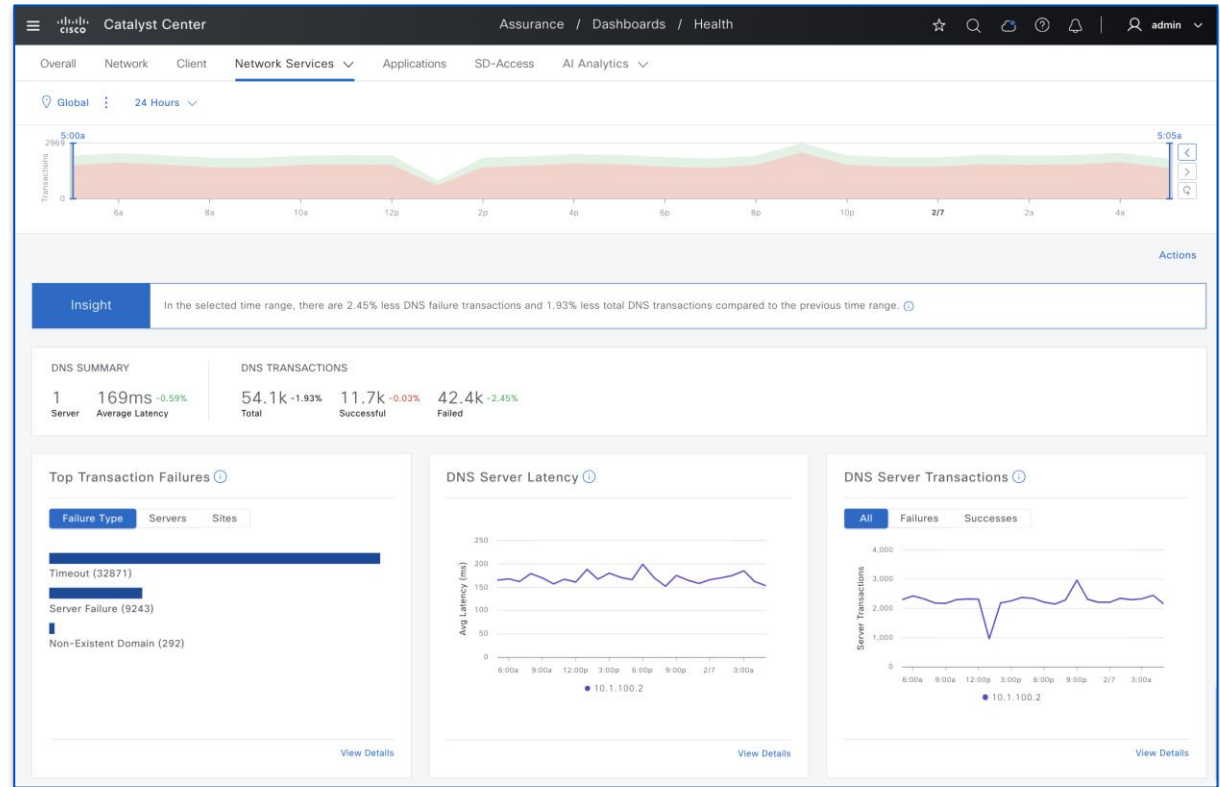 cisco Catalyst Center Assurance / Dashboards / Health admin
Overall Network Client Network Services Applications SD-Access AI Analytics
Global 24 Hours
5:00a 5:05a
2969
Transactions
0
6a 8a 10a 12p 2p 4p 6p 8p 10p 2/7 2a 4a
Actions
Insight In the selected time range, there are 2.45% less DNS failure transactions and 1.93% less total DNS transactions compared to the previous time range.
DNS SUMMARY DNS TRANSACTIONS
1 169ms -0.59% 54.1k -1.93% 11.7k -0.03% 42.4k -2.45%
Server Average Latency Total Successful Failed
Top Transaction Failures
Failure Type Servers Sites
Timeout (32871)
Server Failure (9243)
Non-Existent Domain (292)
View Details
DNS Server Latency
Avg Latency (ms)
250
200
150
100
50
0
6:00a 9:00a 12:00p 3:00p 6:00p 9:00p 2/7 3:00a
10.1.100.2
View Details
DNS Server Transactions
All Failures Successes
Server Transactions
4,000
3,000
2,000
1,000
0
6:00a 9:00a 12:00p 3:00p 6:00p 9:00p 2/7 3:00a
10.1.100.2
View Details